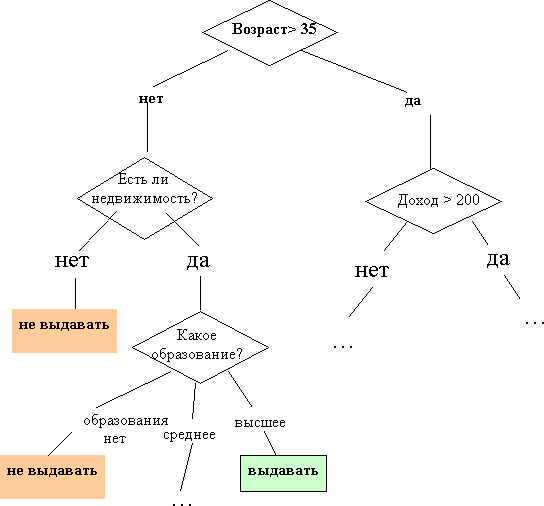 Возраст> 35
нет
да
Есть ли
недвижимость?
Доход > 200
нет
да
нет
да
не выдавать
...
...
Какое
образование?
образования
нет
среднее
высшее
не выдавать
...
выдавать